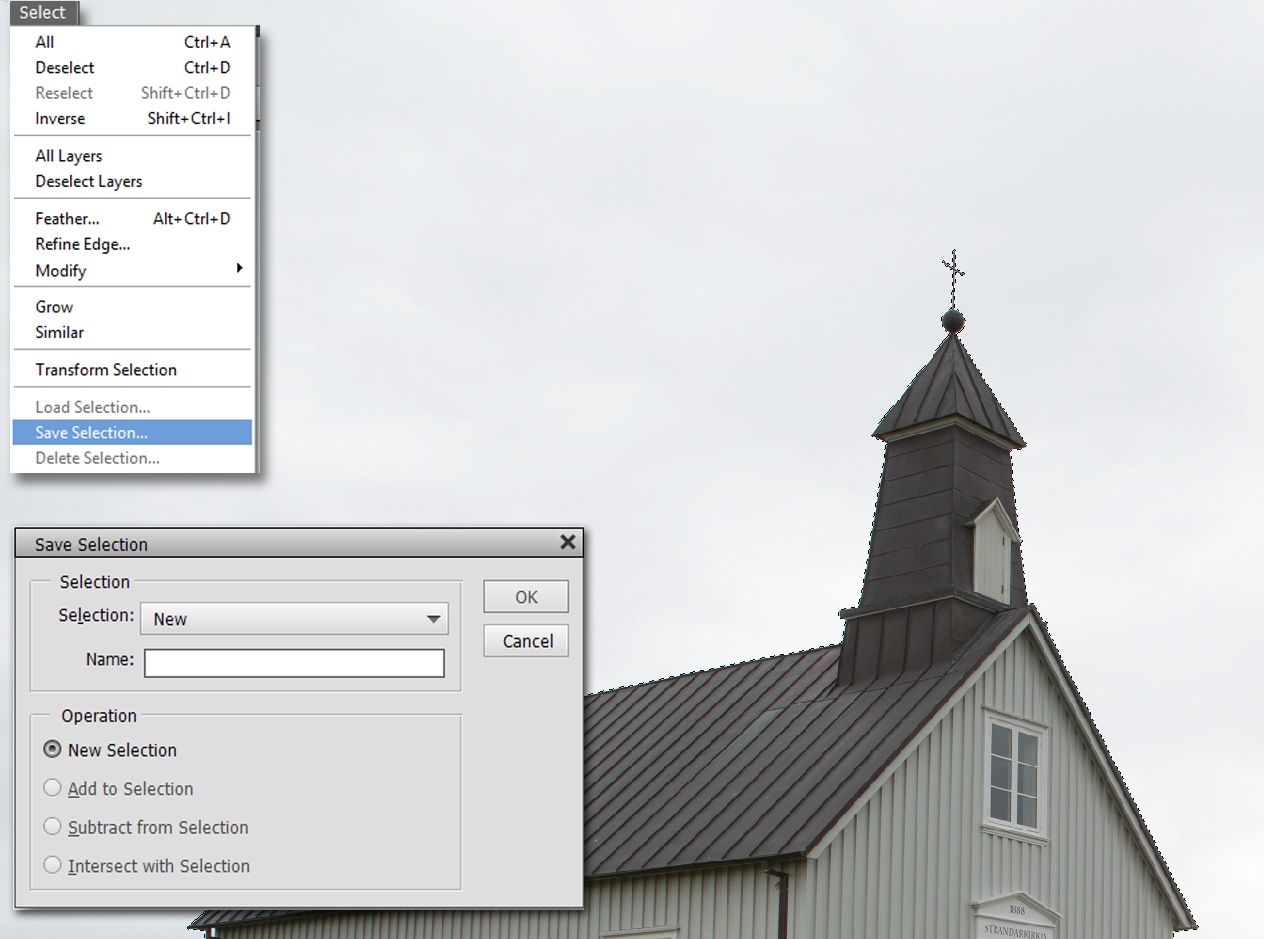 Select
All Ctrl+A
Deselect Ctrl+D
Reselect Shift+Ctrl+D
Inverse Shift+Ctrl+I
All Layers
Deselect Layers
Feather... Alt+Ctrl+D
Refine Edge...
Modify
Grow
Similar
Transform Selection
Load Selection...
Save Selection...
Delete Selection...
Save Selection
Selection
Selection: New
Name:
OK
Cancel
Operation
New Selection
Add to Selection
Subtract from Selection
Intersect with Selection
1888
STRANDARKIRKJA